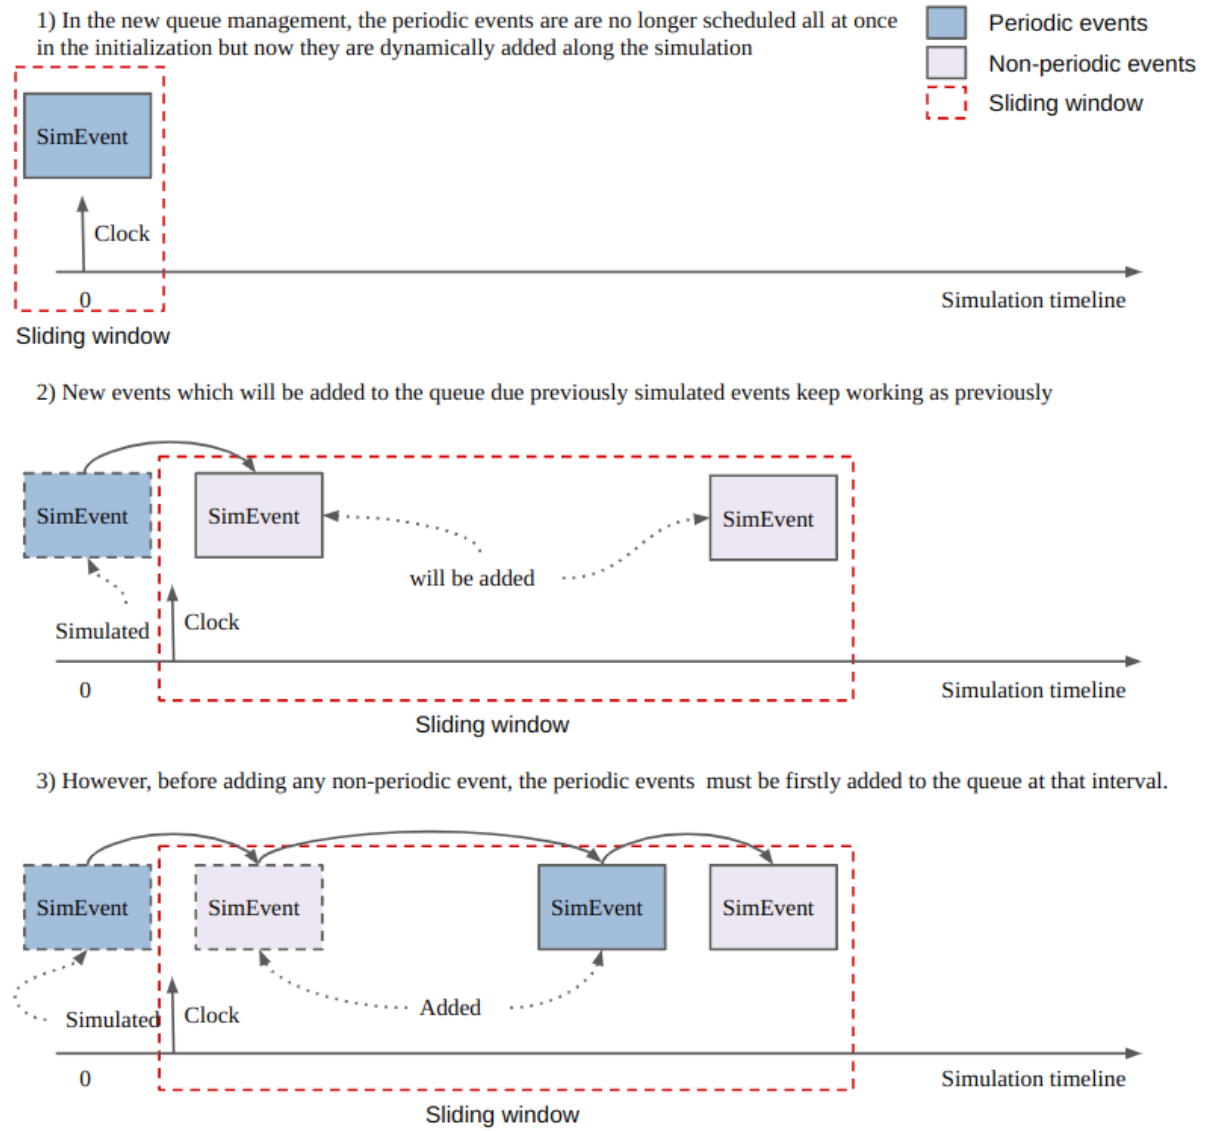 1) In the new queue management, the periodic events are are no longer scheduled all at once
in the initialization but now they are dynamically added along the simulation
Periodic events
Non-periodic events
Sliding window
SimEvent
Clock
0
Simulation timeline
Sliding window
2) New events which will be added to the queue due previously simulated events keep working as previously
SimEvent
SimEvent
SimEvent
will be added
Simulated
Clock
0
Simulation timeline
Sliding window
3) However, before adding any non-periodic event, the periodic events must be firstly added to the queue at that interval.
SimEvent
SimEvent
SimEvent
SimEvent
Simulated
Clock
Added
0
Simulation timeline
Sliding window